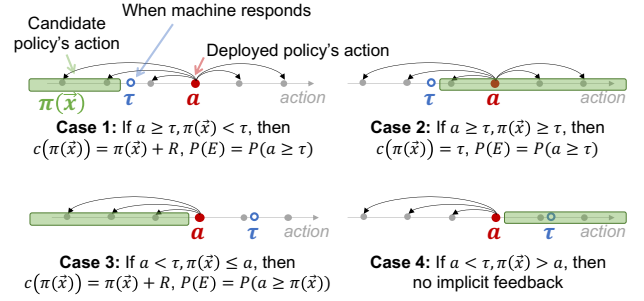 Candidate policy's action
When machine responds
Deployed policy's action
π(x⃗) τ a action
τ a action
Case 1: If a ≥ τ, π(x⃗) < τ, then
c(π(x⃗)) = π(x⃗) + R, P(E) = P(a ≥ τ)
Case 2: If a ≥ τ, π(x⃗) ≥ τ, then
c(π(x⃗)) = τ, P(E) = P(a ≥ τ)
a τ action
a τ action
Case 3: If a < τ, π(x⃗) ≤ a, then
c(π(x⃗)) = π(x⃗) + R, P(E) = P(a ≥ π(x⃗))
Case 4: If a < τ, π(x⃗) > a, then
no implicit feedback